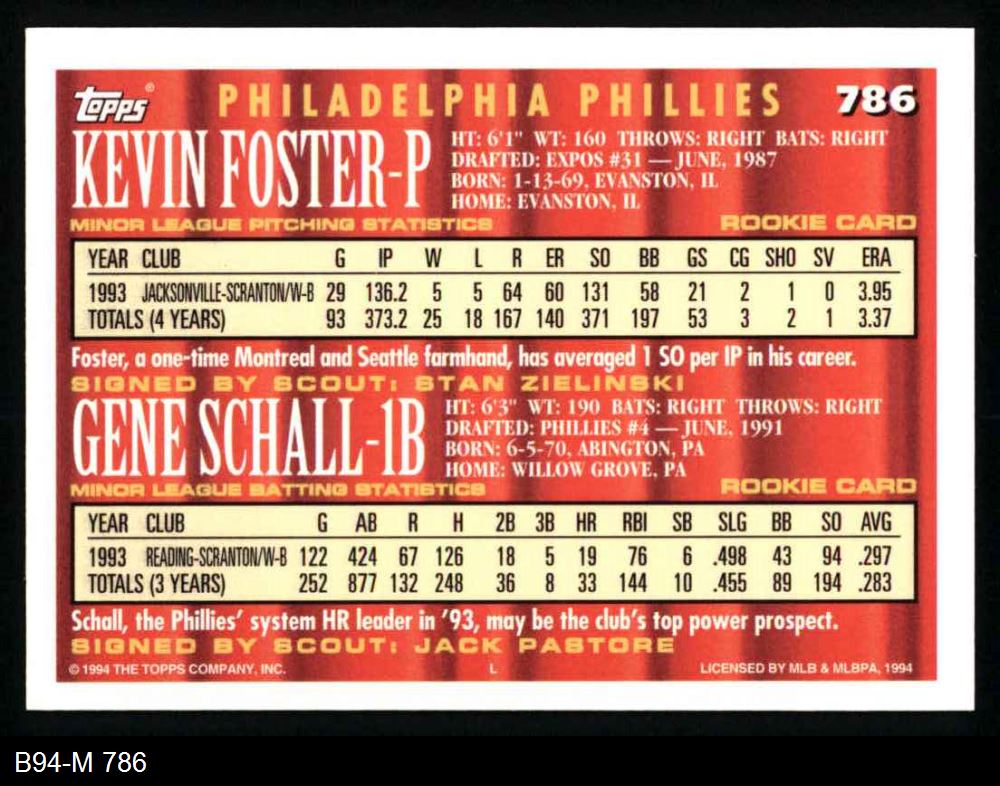 Topps® PHILADELPHIA PHILLIES 786
KEVIN FOSTER-P
HT: 6'1" WT: 160 THROWS: RIGHT BATS: RIGHT
DRAFTED: EXPOS #31 — JUNE, 1987
BORN: 1-13-69, EVANSTON, IL
HOME: EVANSTON, IL
MINOR LEAGUE PITCHING STATISTICS ROOKIE CARD
YEAR CLUB G IP W L R ER SO BB GS CG SHO SV ERA
1993 JACKSONVILLE-SCRANTON/W-B 29 136.2 5 5 64 60 131 58 21 2 1 0 3.95
TOTALS (4 YEARS) 93 373.2 25 18 167 140 371 197 53 3 2 1 3.37
Foster, a one-time Montreal and Seattle farmhand, has averaged 1 SO per IP in his career.
SIGNED BY SCOUT: STAN ZIELINSKI
GENE SCHALL-1B
HT: 6'3" WT: 190 BATS: RIGHT THROWS: RIGHT
DRAFTED: PHILLIES #4 — JUNE, 1991
BORN: 6-5-70, ABINGTON, PA
HOME: WILLOW GROVE, PA
MINOR LEAGUE BATTING STATISTICS ROOKIE CARD
YEAR CLUB G AB R H 2B 3B HR RBI SB SLG BB SO AVG
1993 READING-SCRANTON/W-B 122 424 67 126 18 5 19 76 6 .498 43 94 .297
TOTALS (3 YEARS) 252 877 132 248 36 8 33 144 10 .455 89 194 .283
Schall, the Phillies' system HR leader in '93, may be the club's top power prospect.
SIGNED BY SCOUT: JACK PASTORE
© 1994 THE TOPPS COMPANY, INC. L LICENSED BY MLB & MLBPA, 1994
B94-M 786